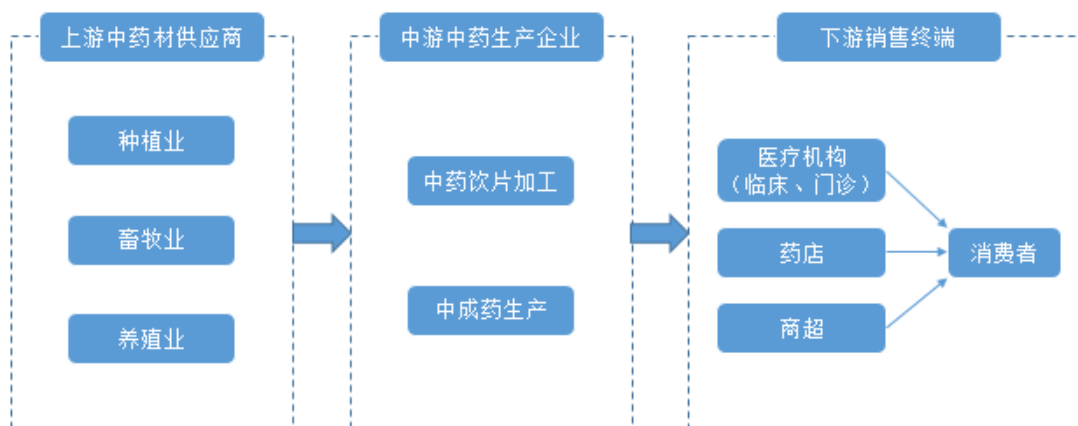 上游中药材供应商
种植业
畜牧业
养殖业
中游中药生产企业
中药饮片加工
中成药生产
下游销售终端
医疗机构
（临床、门诊）
药店
商超
消费者